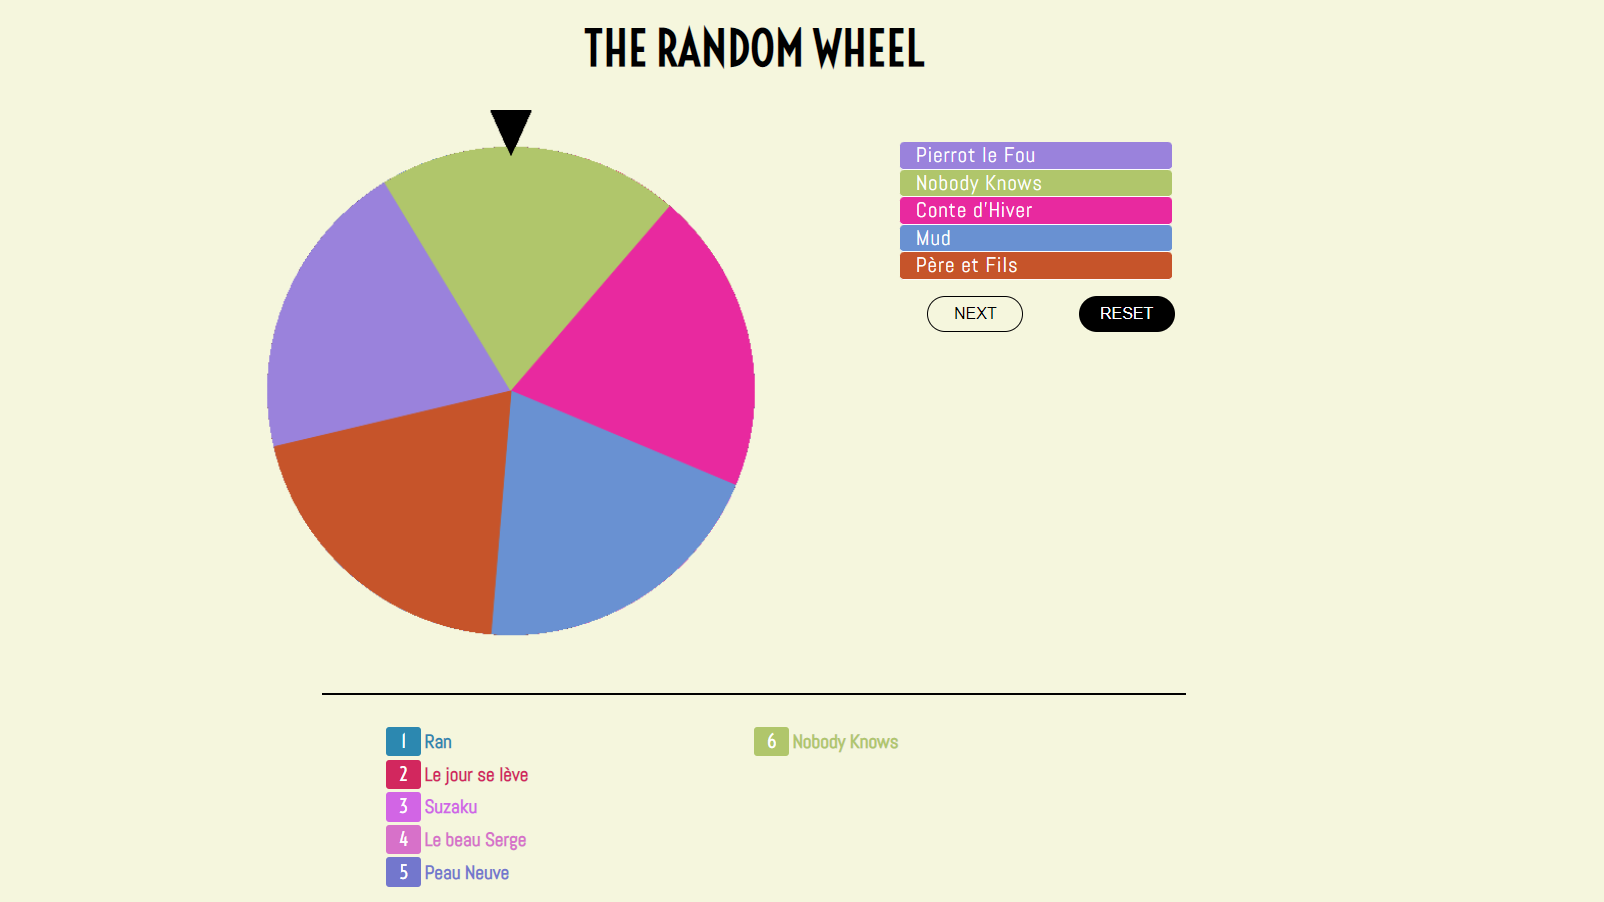 THE RANDOM WHEEL
Pierrot le Fou
Nobody Knows
Conte d'Hiver
Mud
Père et Fils
NEXT
RESET
1 Ran
2 Le jour se lève
3 Suzaku
4 Le beau Serge
5 Peau Neuve
6 Nobody Knows